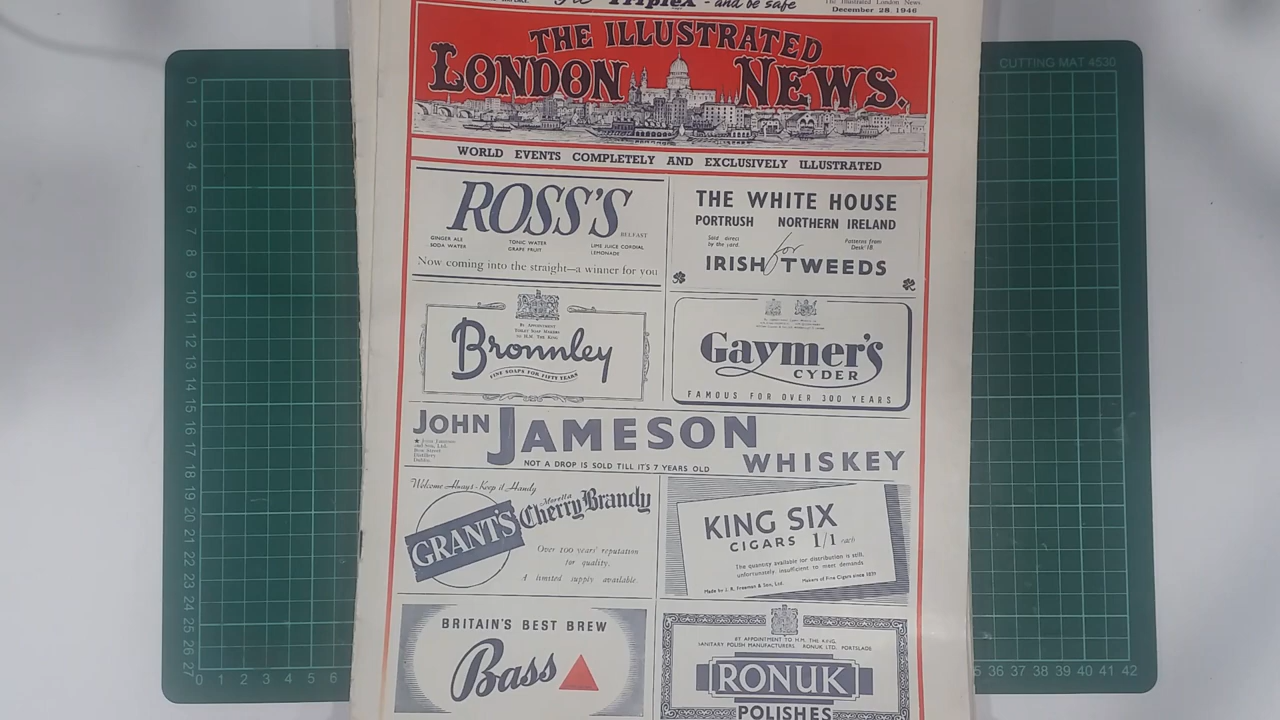 Triplex - and be safe
The Illustrated London News
December 28, 1946
CUTTING MAT 4530
THE ILLUSTRATED
LONDON NEWS.
WORLD EVENTS COMPLETELY AND EXCLUSIVELY ILLUSTRATED
ROSS'S
BELFAST
GINGER ALE
SODA WATER
TONIC WATER
GRAPE FRUIT
LIME JUICE CORDIAL
LEMONADE
Now coming into the straight—a winner for you
THE WHITE HOUSE
PORTRUSH NORTHERN IRELAND
Sold direct
by the yard.
for
Patterns from
Desk 18.
IRISH TWEEDS
By Appointment
Toilet Soap Makers
to H.M. The King
Bronnley
FINE SOAPS FOR FIFTY YEARS
Gaymer's
CYDER
FAMOUS FOR OVER 300 YEARS
JOHN JAMESON
★ John Jameson
and Son, Ltd.
Bow Street
Distillery
Dublin.
NOT A DROP IS SOLD TILL IT'S 7 YEARS OLD
WHISKEY
Welcome Always - keep it Handy
GRANT'S
Morella
Cherry Brandy
Over 100 years' reputation
for quality.
A limited supply available.
KING SIX
CIGARS 1/1 each
The quantity available for distribution is still,
unfortunately, insufficient to meet demands
Made by J. R. Freeman & Son, Ltd. Makers of Fine Cigars since 1839
BRITAIN'S BEST BREW
Bass
BY APPOINTMENT TO H.M. THE KING,
SANITARY POLISH MANUFACTURERS RONUK LTD. PORTSLADE
RONUK
POLISHES
0 1 2 3 4 5 6 7 8 9 10 11 12 13 14 15 16 17 18 19 20 21 22 23 24 25 26 27
0 1 2 3 4 5 6
36 37 38 39 40 41 42